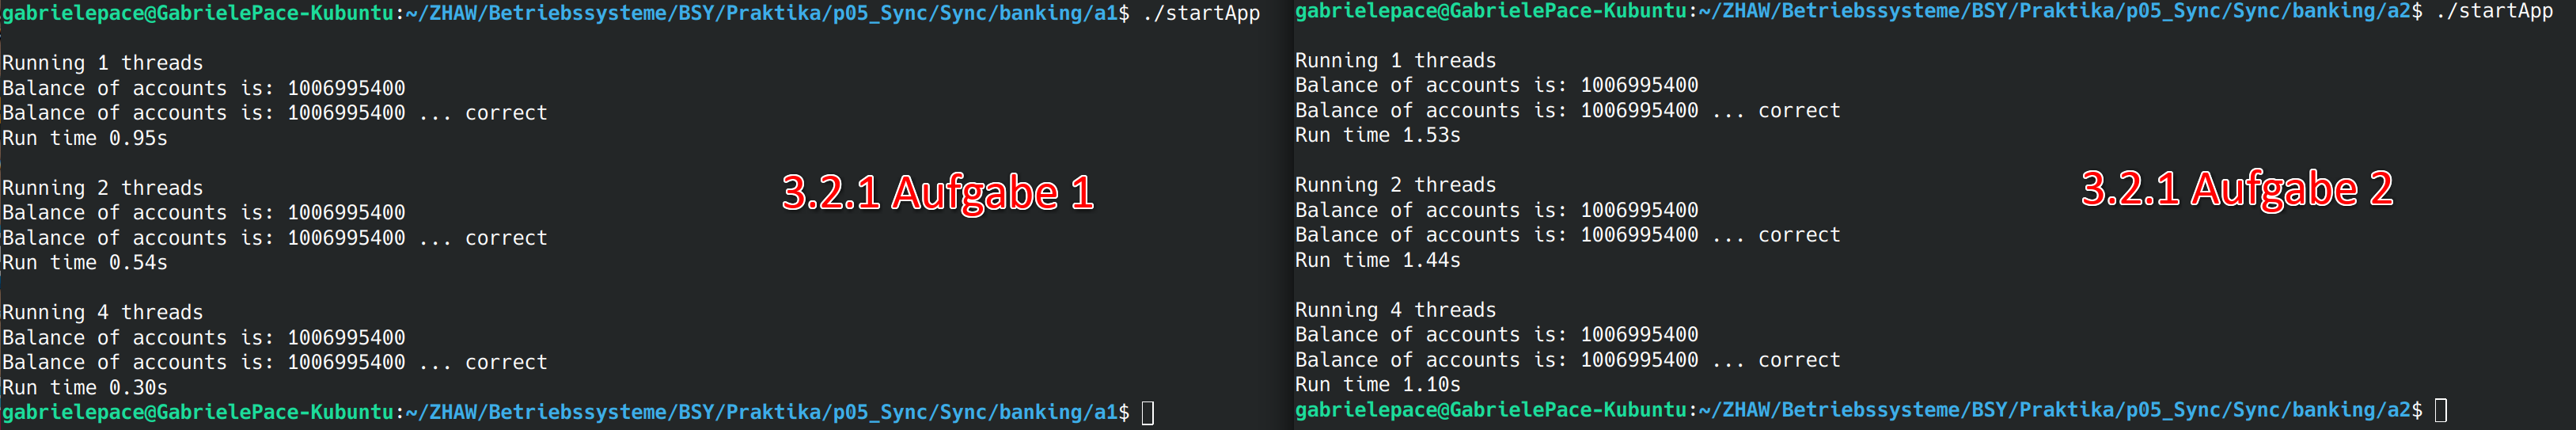 gabrielepace@GabrielePace-Kubuntu:~/ZHAW/Betriebssysteme/BSY/Praktika/p05_Sync/Sync/banking/a1$ ./startApp
Running 1 threads
Balance of accounts is: 1006995400
Balance of accounts is: 1006995400 ... correct
Run time 0.95s
Running 2 threads
Balance of accounts is: 1006995400
Balance of accounts is: 1006995400 ... correct
Run time 0.54s
Running 4 threads
Balance of accounts is: 1006995400
Balance of accounts is: 1006995400 ... correct
Run time 0.30s
gabrielepace@GabrielePace-Kubuntu:~/ZHAW/Betriebssysteme/BSY/Praktika/p05_Sync/Sync/banking/a1$
3.2.1 Aufgabe 1
gabrielepace@GabrielePace-Kubuntu:~/ZHAW/Betriebssysteme/BSY/Praktika/p05_Sync/Sync/banking/a2$ ./startApp
Running 1 threads
Balance of accounts is: 1006995400
Balance of accounts is: 1006995400 ... correct
Run time 1.53s
Running 2 threads
Balance of accounts is: 1006995400
Balance of accounts is: 1006995400 ... correct
Run time 1.44s
Running 4 threads
Balance of accounts is: 1006995400
Balance of accounts is: 1006995400 ... correct
Run time 1.10s
gabrielepace@GabrielePace-Kubuntu:~/ZHAW/Betriebssysteme/BSY/Praktika/p05_Sync/Sync/banking/a2$
3.2.1 Aufgabe 2